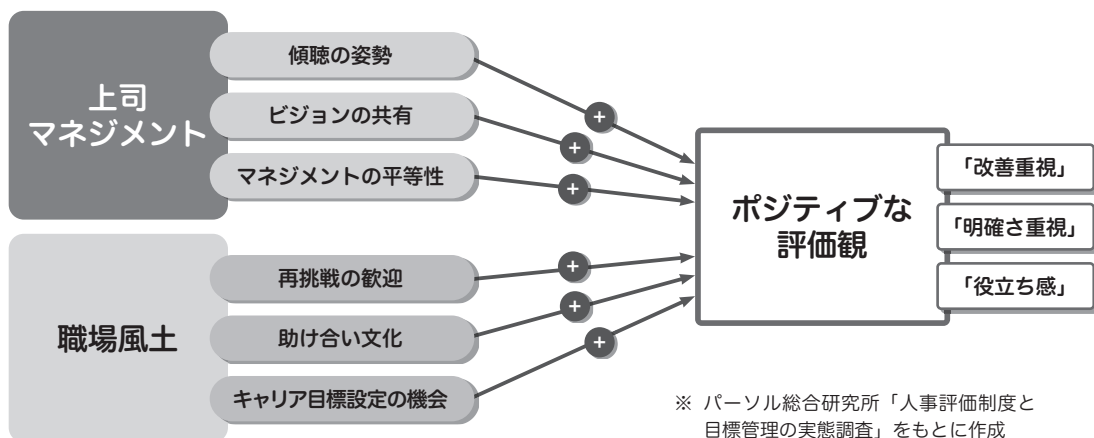 上司
マネジメント
傾聴の姿勢
ビジョンの共有
マネジメントの平等性
職場風土
再挑戦の歓迎
助け合い文化
キャリア目標設定の機会
+
+
+
+
+
+
ポジティブな
評価観
「改善重視」
「明確さ重視」
「役立ち感」
※ パーソル総合研究所「人事評価制度と
目標管理の実態調査」をもとに作成